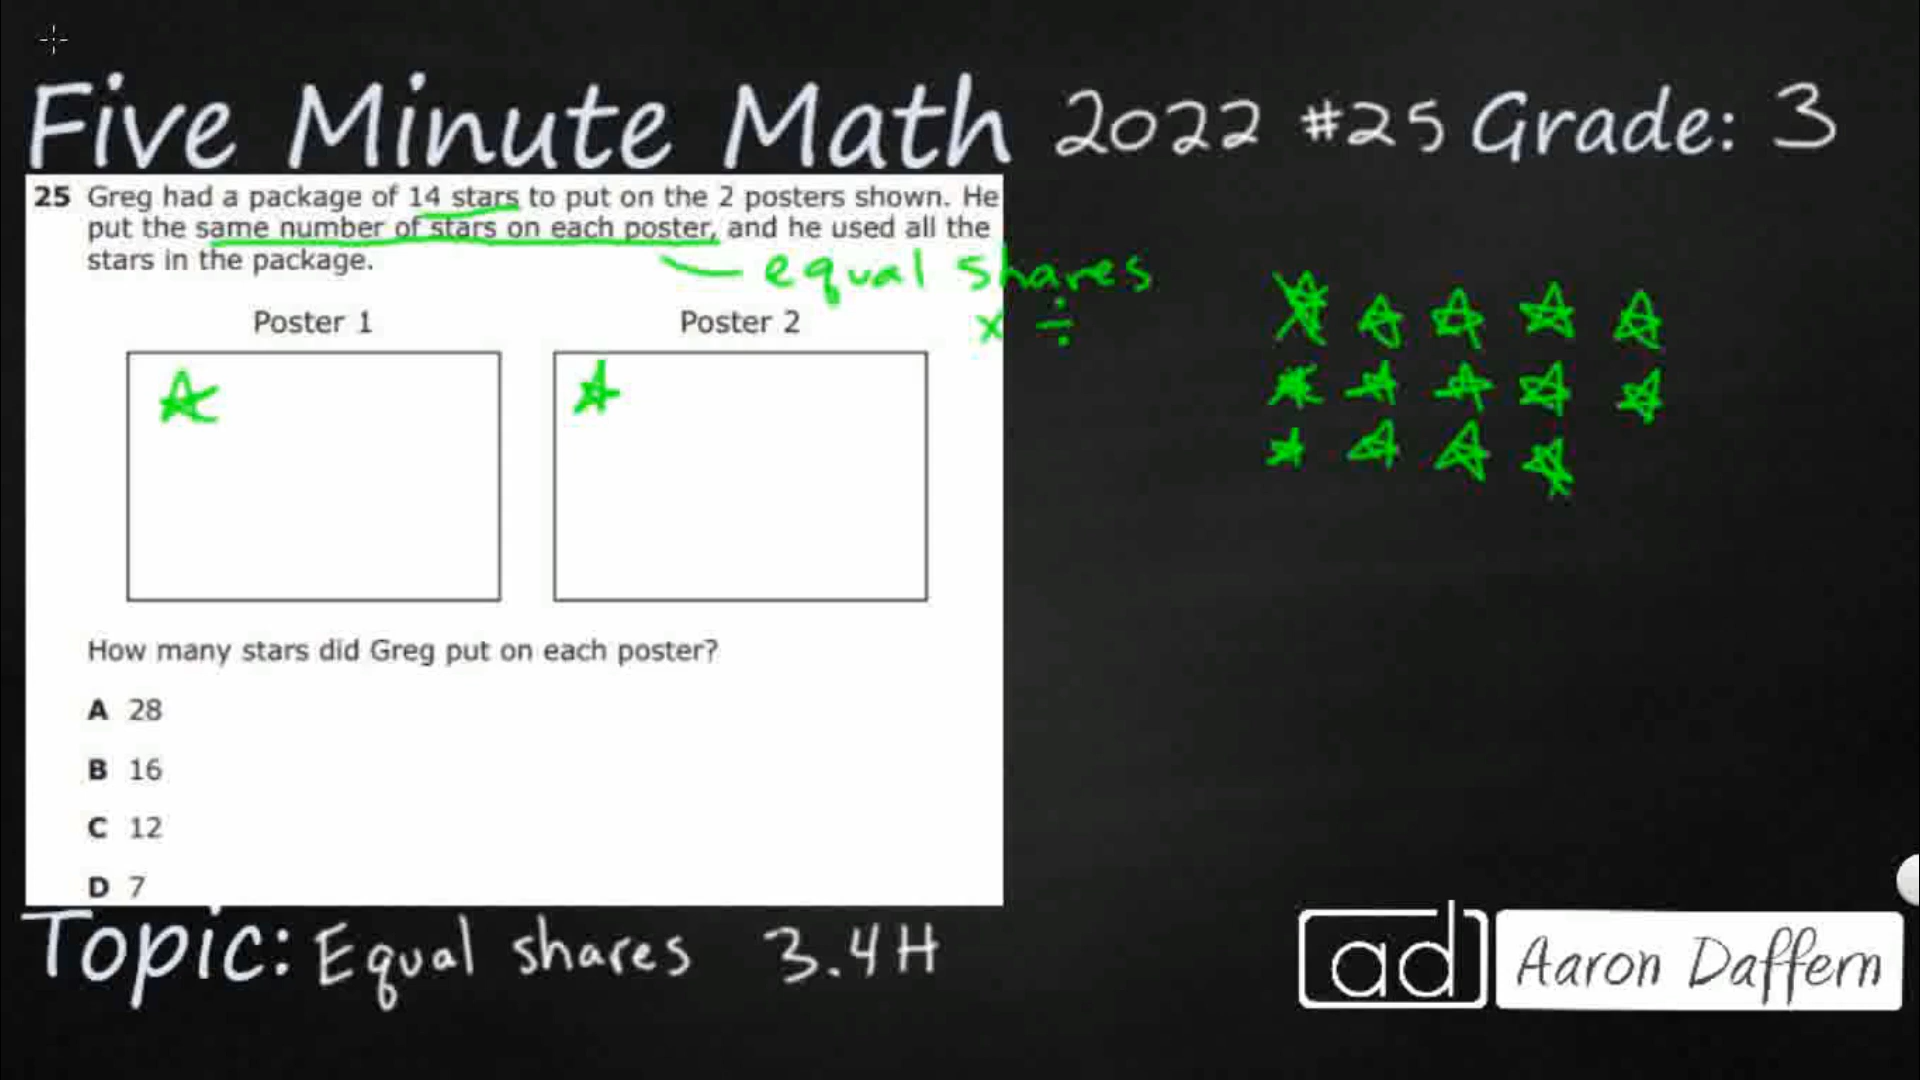 Five Minute Math 2022 #25 Grade: 3
25 Greg had a package of 14 stars to put on the 2 posters shown. He
put the same number of stars on each poster, and he used all the
stars in the package.
equal shares
x ÷
Poster 1
Poster 2
How many stars did Greg put on each poster?
A 28
B 16
C 12
D 7
Topic: Equal shares 3.4H
ad Aaron Daffern